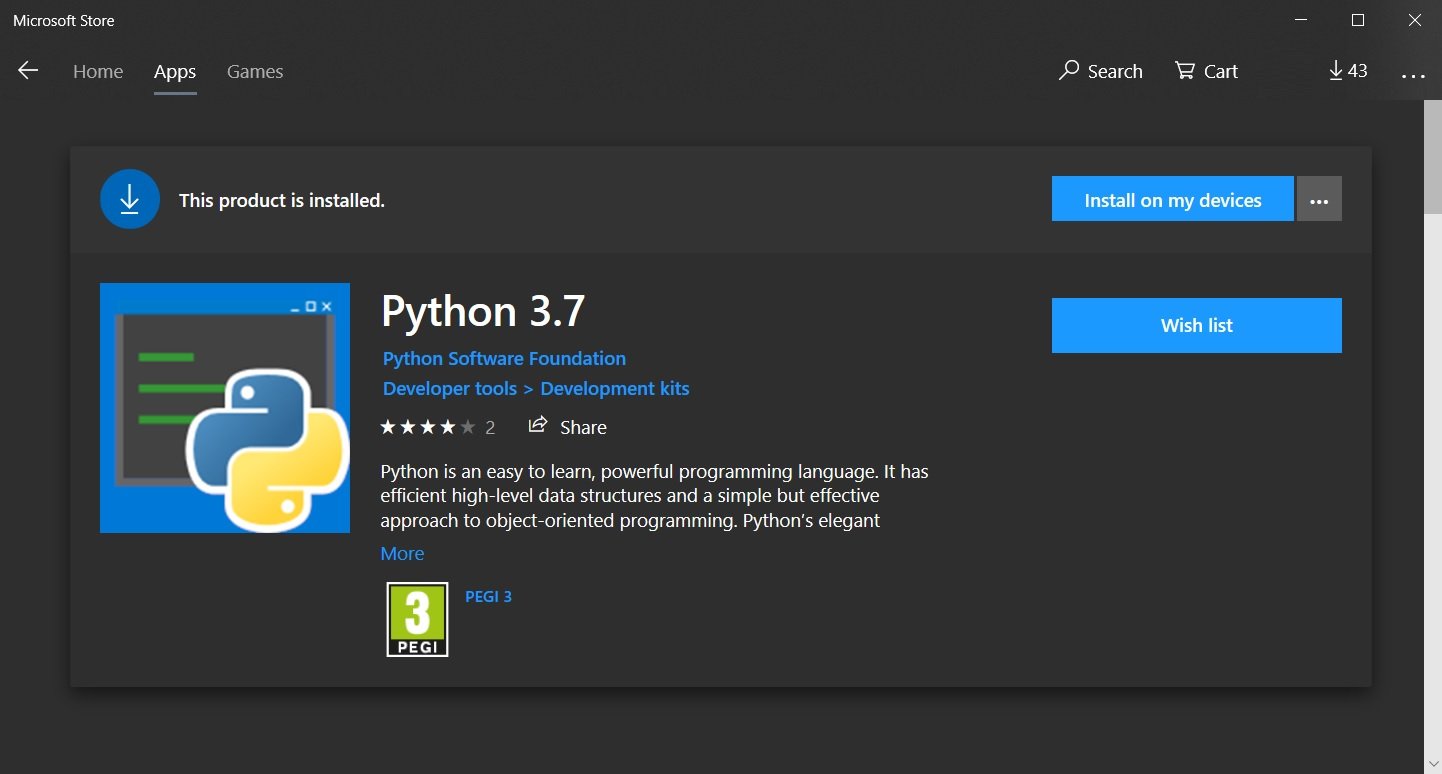 Microsoft Store
Home Apps Games Search Cart 43 ...
This product is installed.
Install on my devices
Python 3.7
Wish list
Python Software Foundation
Developer tools > Development kits
2 Share
Python is an easy to learn, powerful programming language. It has
efficient high-level data structures and a simple but effective
approach to object-oriented programming. Python’s elegant
More
3
PEGI
PEGI 3